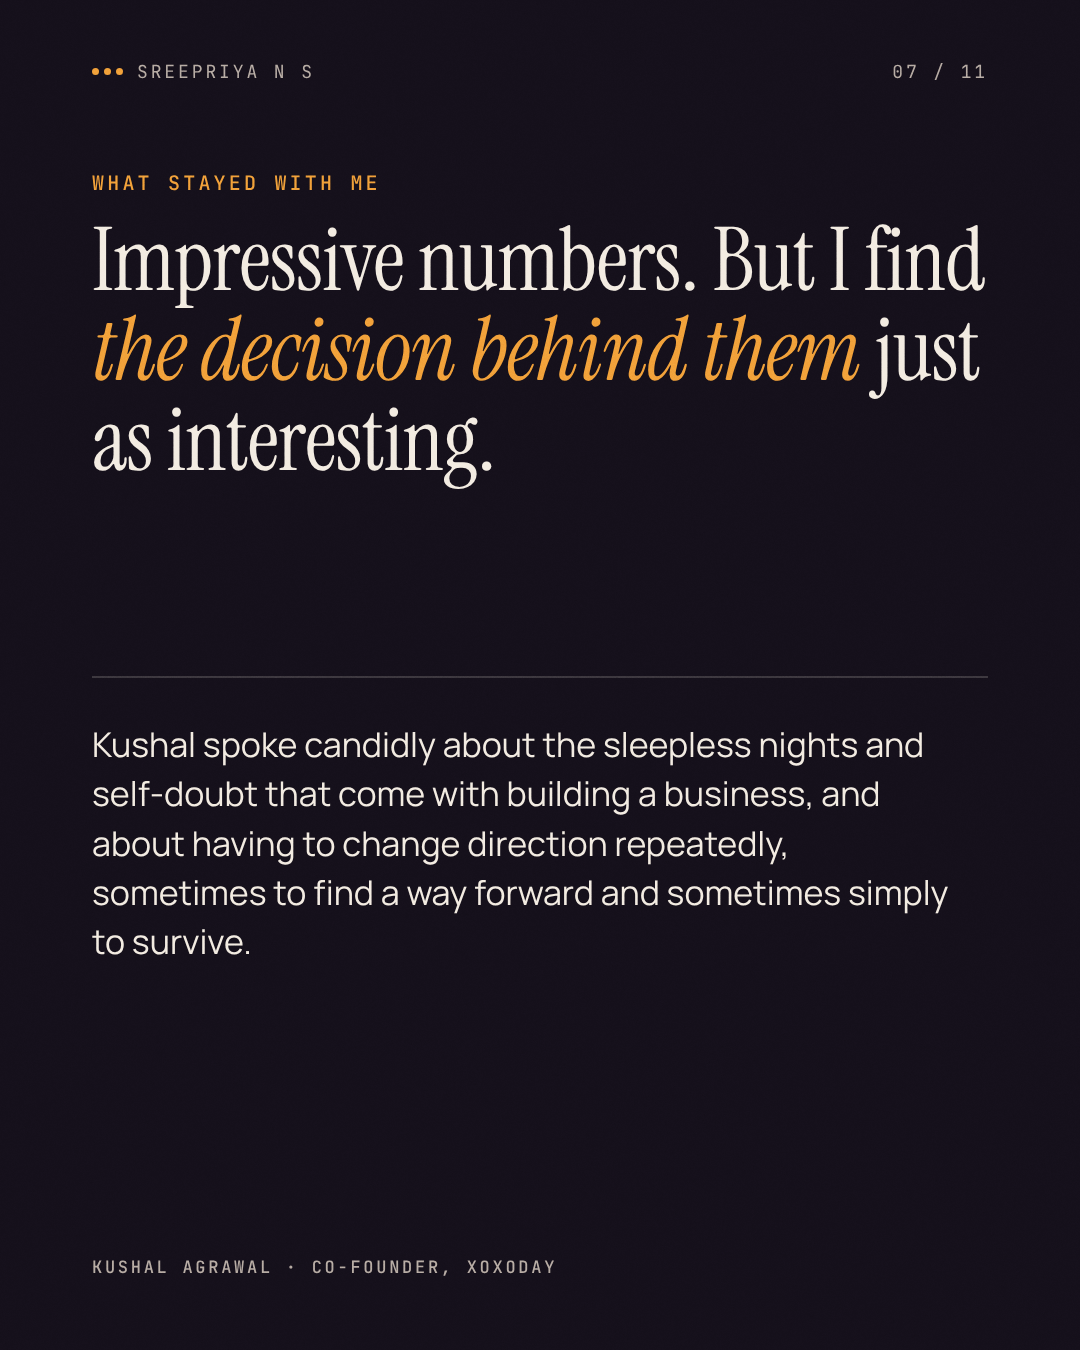 SREEPRIYA N S
07 / 11
WHAT STAYED WITH ME
Impressive numbers. But I find
the decision behind them just
as interesting.
Kushal spoke candidly about the sleepless nights and
self-doubt that come with building a business, and
about having to change direction repeatedly,
sometimes to find a way forward and sometimes simply
to survive.
KUSHAL AGRAWAL · CO-FOUNDER, XOXODAY